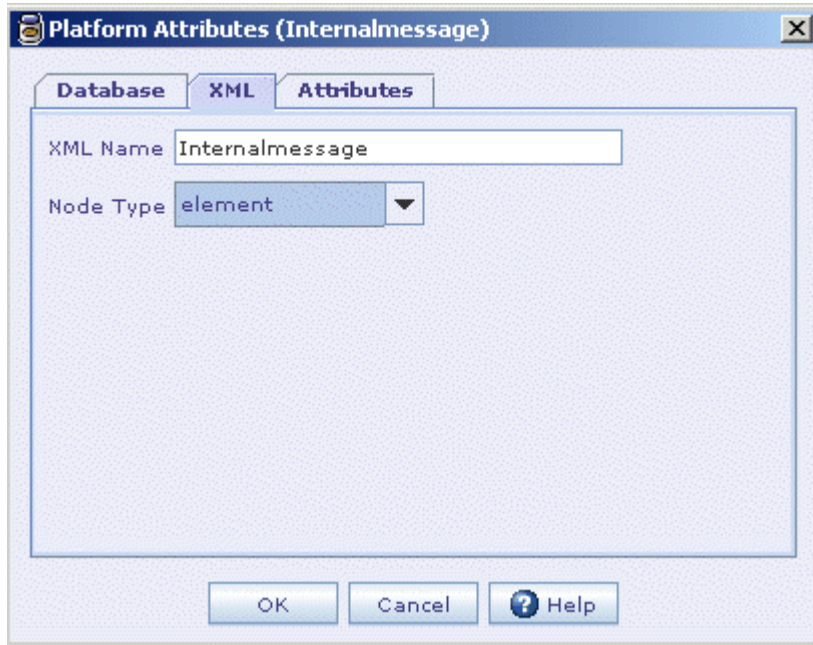 Platform Attributes (Internalmessage)
Database XML Attributes
XML Name Internalmessage
Node Type element
OK Cancel Help